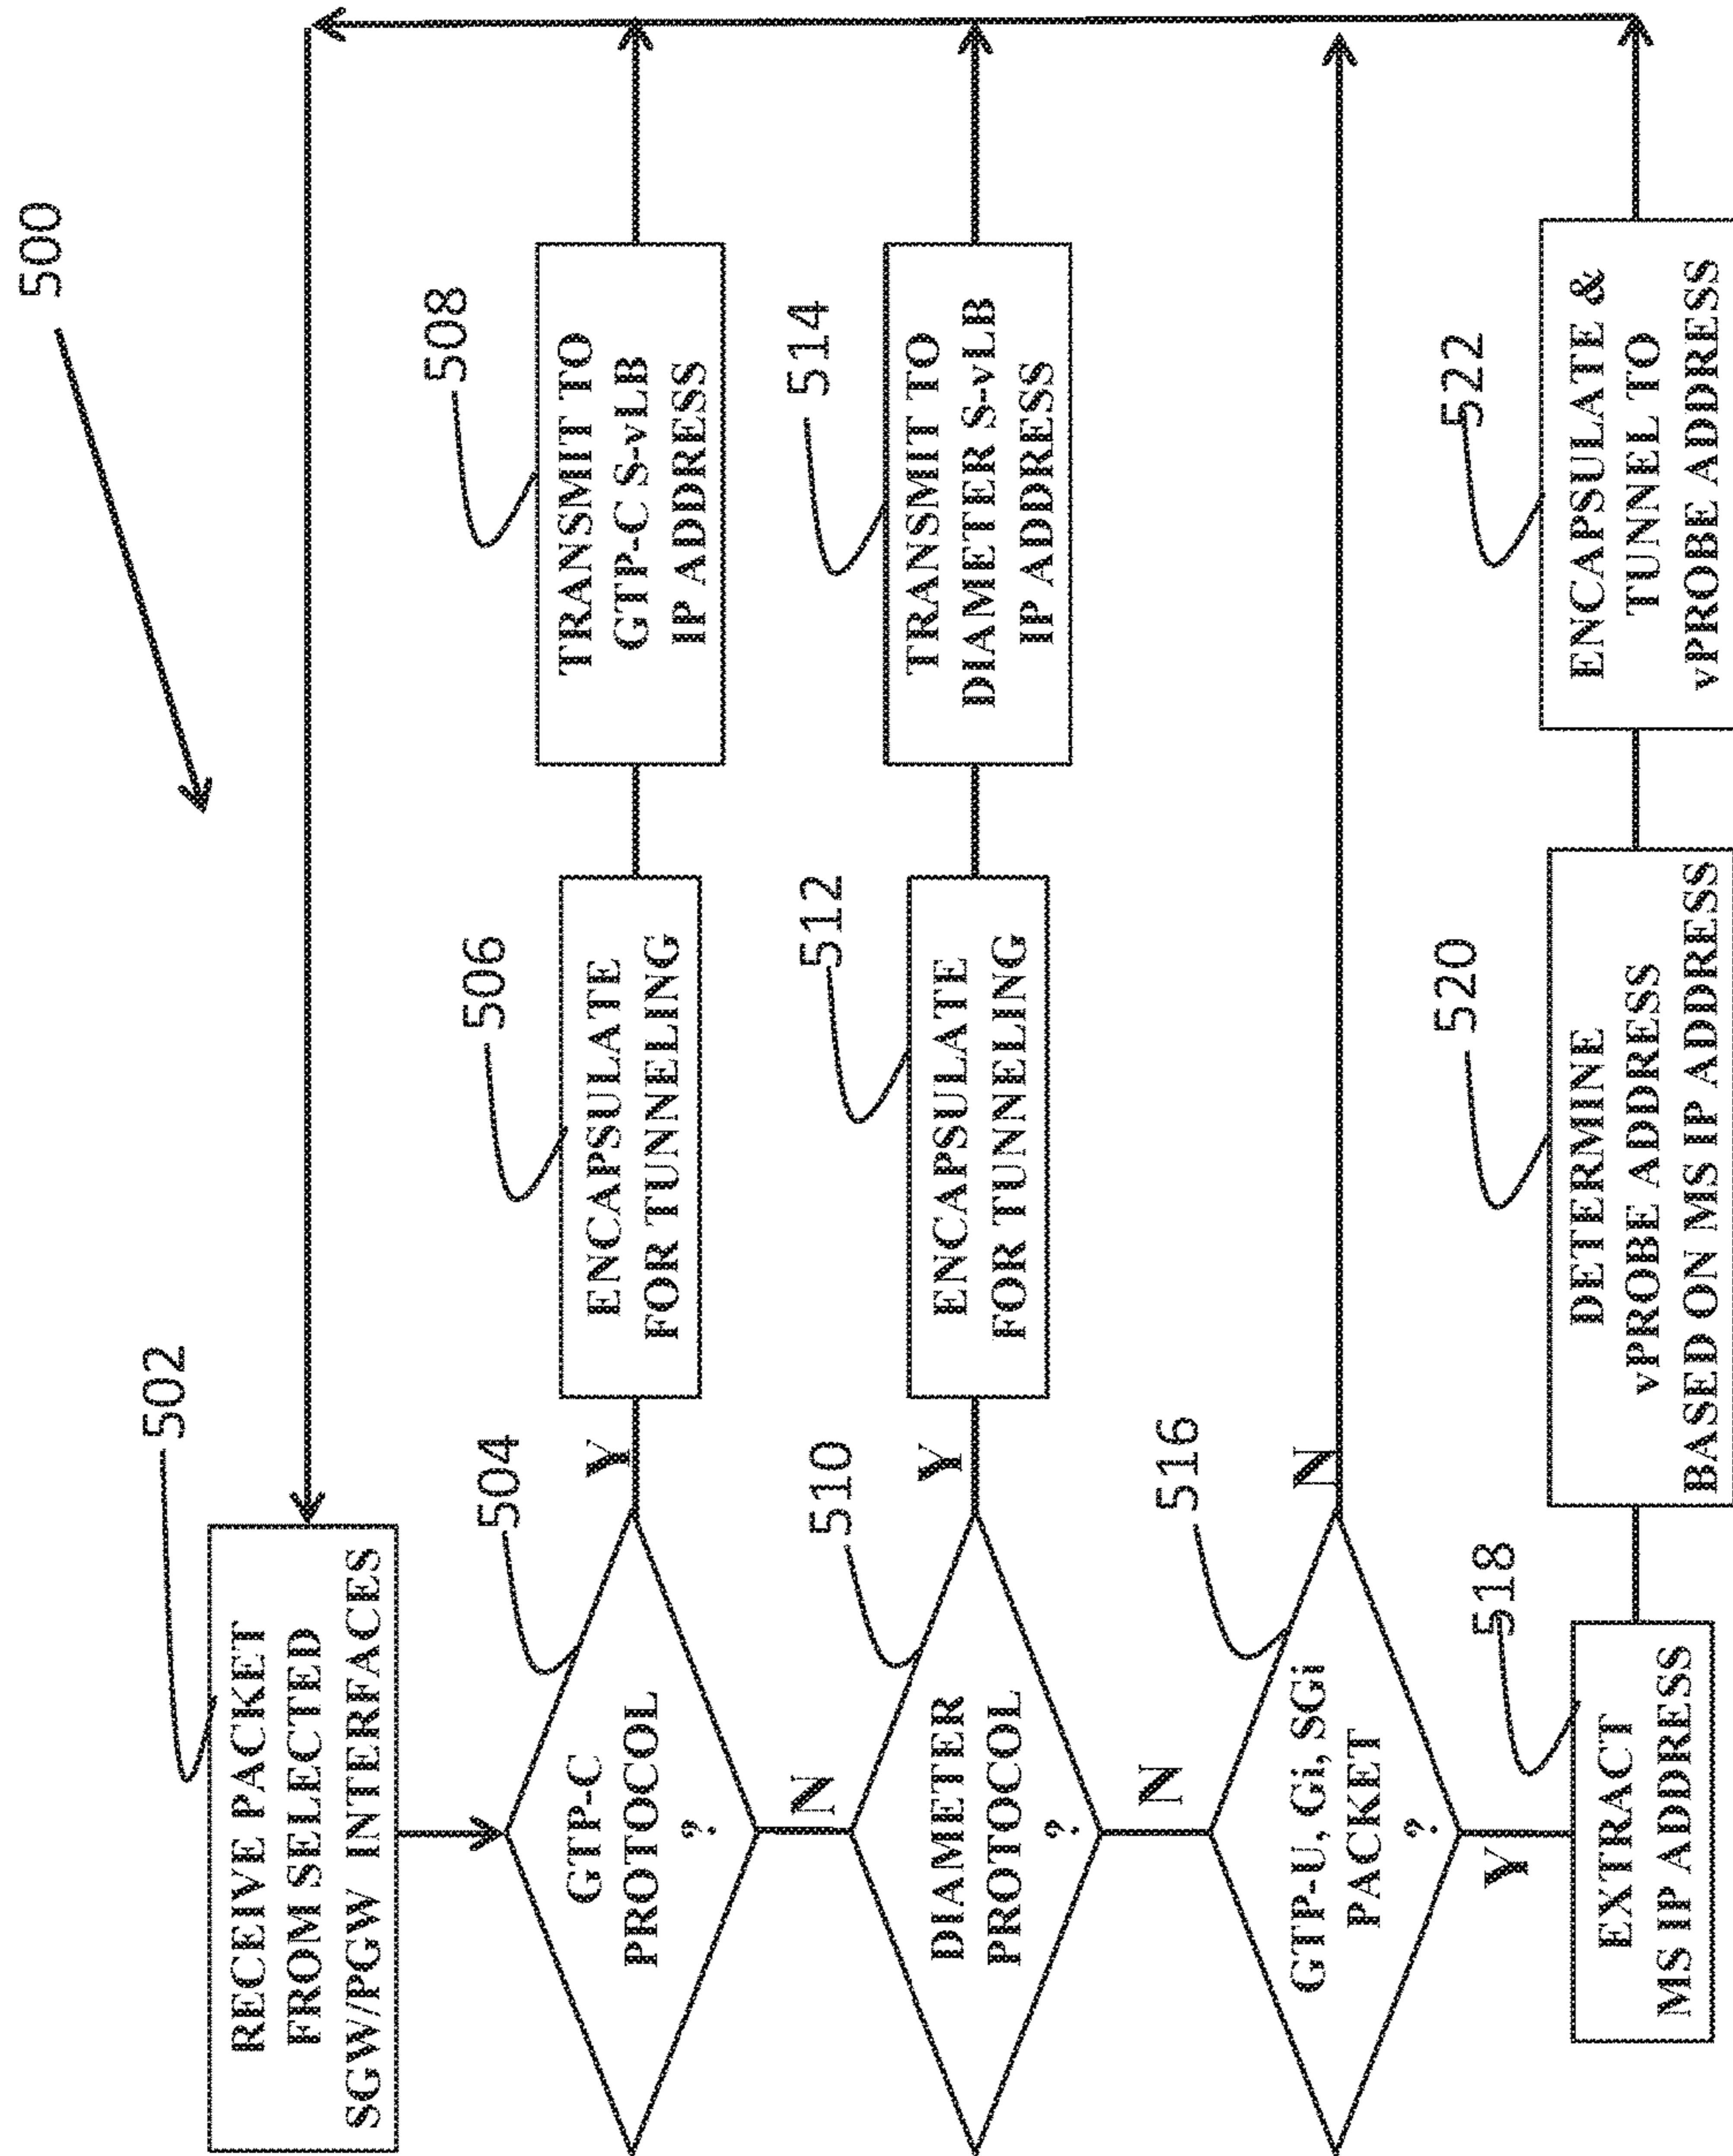 500
502
RECEIVE PACKET
FROM SELECTED
SGW/PGW INTERFACES
504
GTP-C
PROTOCOL
?
Y
506
ENCAPSULATE
FOR TUNNELING
508
TRANSMIT TO
GTP-C S-vLB
IP ADDRESS
N
510
DIAMETER
PROTOCOL
?
Y
512
ENCAPSULATE
FOR TUNNELING
514
TRANSMIT TO
DIAMETER S-vLB
IP ADDRESS
N
516
GTP-U, Gi, SGi
PACKET
?
N
Y
518
EXTRACT
MS IP ADDRESS
520
DETERMINE
vPROBE ADDRESS
BASED ON MS IP ADDRESS
522
ENCAPSULATE &
TUNNEL TO
vPROBE ADDRESS